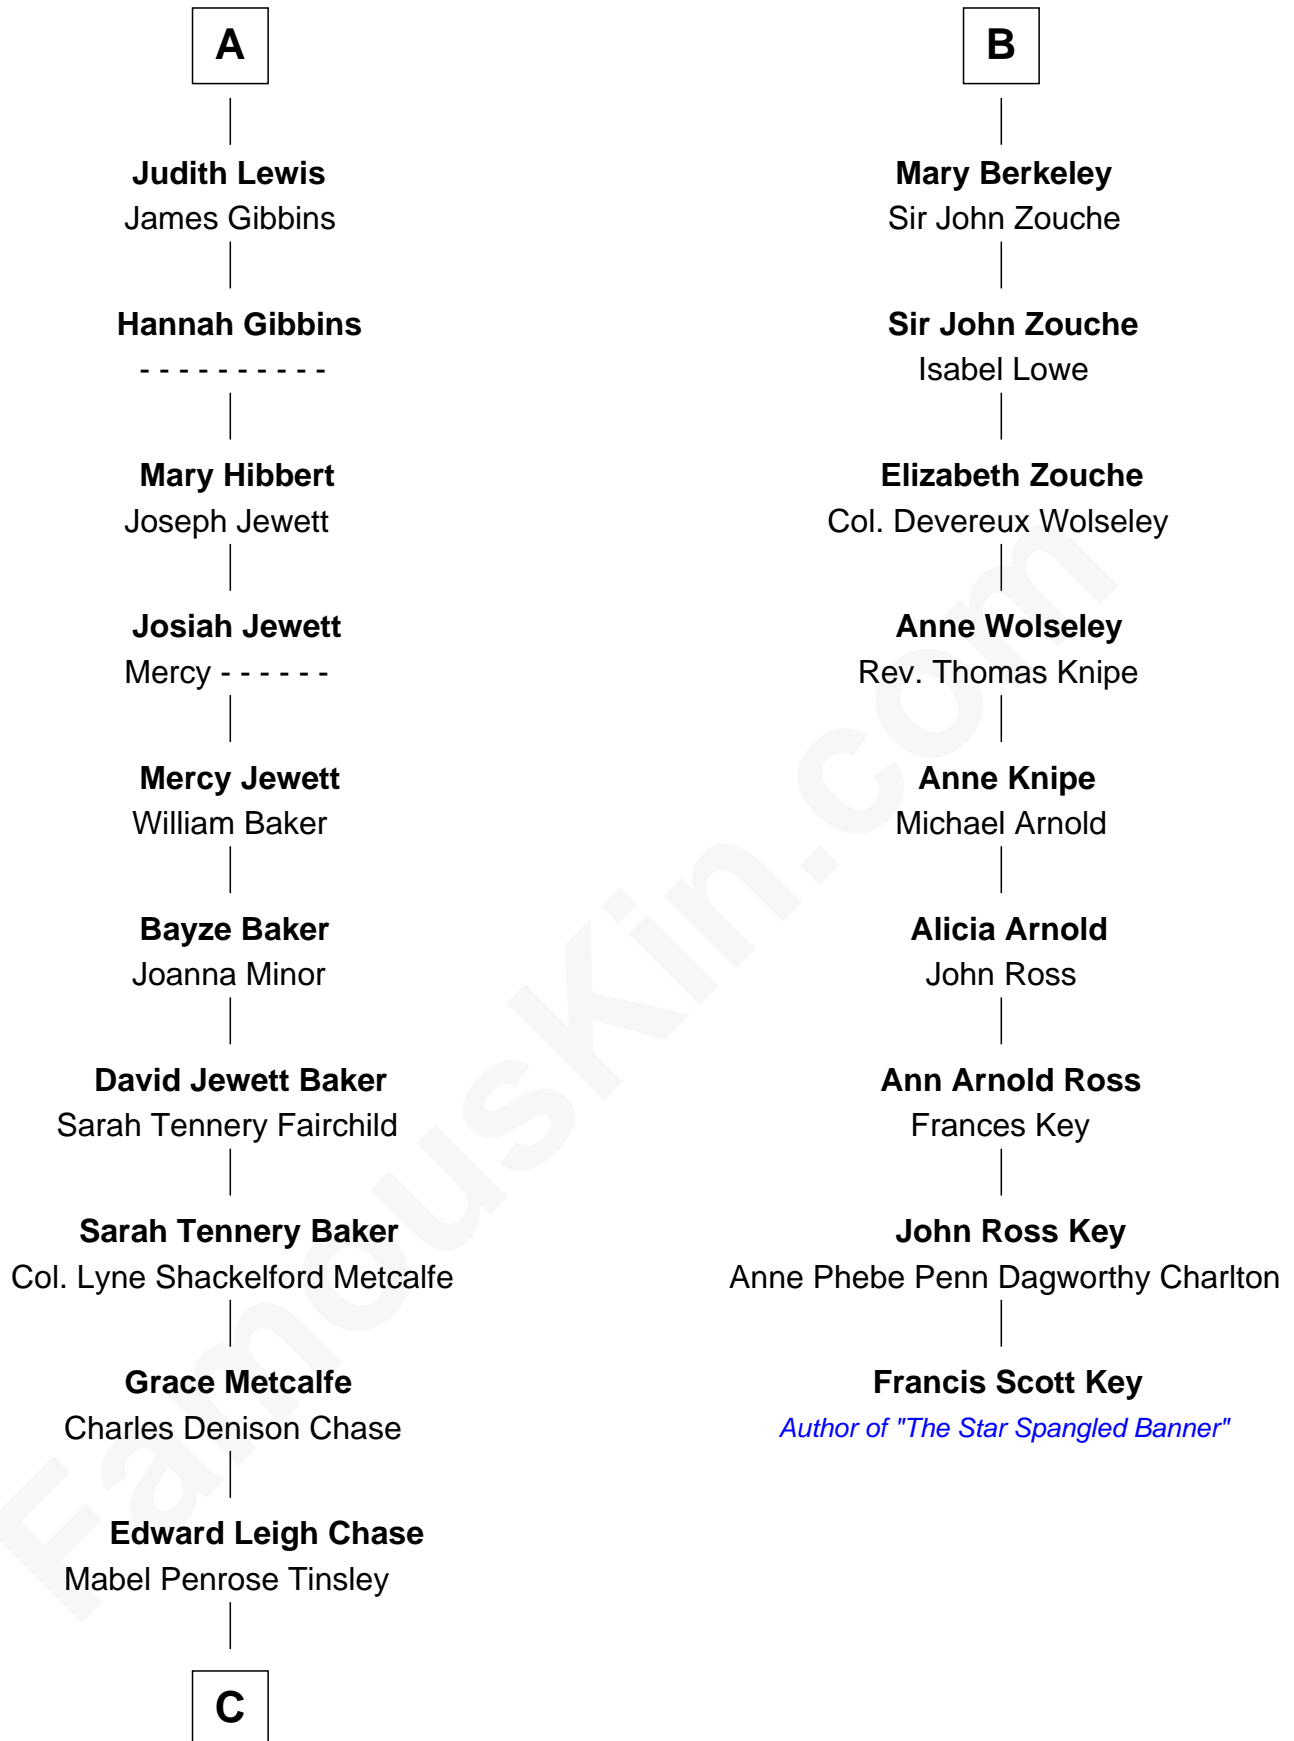 A
Judith Lewis
James Gibbins
Hannah Gibbins
- - - - - - - - - -
Mary Hibbert
Joseph Jewett
Josiah Jewett
Mercy - - - - - -
Mercy Jewett
William Baker
Bayze Baker
Joanna Minor
David Jewett Baker
Sarah Tennery Fairchild
Sarah Tennery Baker
Col. Lyne Shackelford Metcalfe
Grace Metcalfe
Charles Denison Chase
Edward Leigh Chase
Mabel Penrose Tinsley
C
B
Mary Berkeley
Sir John Zouche
Sir John Zouche
Isabel Lowe
Elizabeth Zouche
Col. Devereux Wolseley
Anne Wolseley
Rev. Thomas Knipe
Anne Knipe
Michael Arnold
Alicia Arnold
John Ross
Ann Arnold Ross
Frances Key
John Ross Key
Anne Phebe Penn Dagworthy Charlton
Francis Scott Key
Author of "The Star Spangled Banner"
FamousKin.com